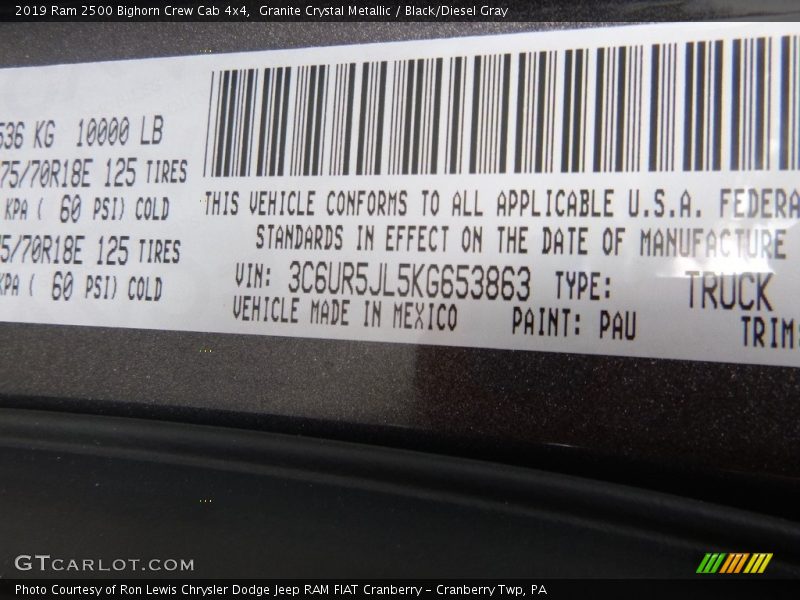 2019 Ram 2500 Bighorn Crew Cab 4x4,  Granite Crystal Metallic / Black/Diesel Gray
536 KG 10000 LB
75/70R18E 125 TIRES
KPA ( 60 PSI) COLD
75/70R18E 125 TIRES
KPA ( 60 PSI) COLD
THIS VEHICLE CONFORMS TO ALL APPLICABLE U.S.A. FEDERA
STANDARDS IN EFFECT ON THE DATE OF MANUFACTURE
VIN: 3C6UR5JL5KG653863 TYPE: TRUCK
VEHICLE MADE IN MEXICO PAINT: PAU TRIM:
GTCARLOT.COM
Photo Courtesy of Ron Lewis Chrysler Dodge Jeep RAM FIAT Cranberry – Cranberry Twp, PA